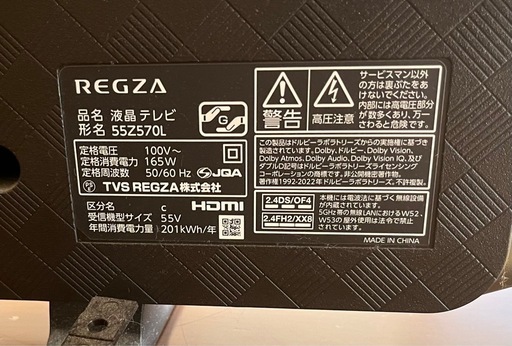 REGZA
品名 液晶テレビ
形名 55Z570L
定格電圧 100V~
定格消費電力 165W
定格周波数 50/60 Hz
JQA
TVS REGZA株式会社
区分名 c
受信機型サイズ 55V
年間消費電力量 201kWh/年
HDMI
G
警告
高圧注意
サービスマン以外
の方は裏ぶたをあ
けないでください。
内部には高電圧部分
が数多くあり、万一
さわると危険です。
この製品はドルビーラボラトリーズからの実施権に
基づき製造されています。
Dolby、ドルビー、Dolby Vision、
Dolby Atmos、Dolby Audio、Dolby Vision IQ、及び
ダブルD記号はドルビーラボラトリーズライセンシング
コーポレーションの商標です。非公開機密著作物。
著作権1992-2022年ドルビーラボラトリーズ。不許複製。
2.4DS/OF4
2.4FH2/XX8
本機には電波法に基づく無線設備
が内蔵されています。
5GHz帯の無線LANにおけるW52、
W53の屋外使用は法令で禁止
されています。
MADE IN CHINA